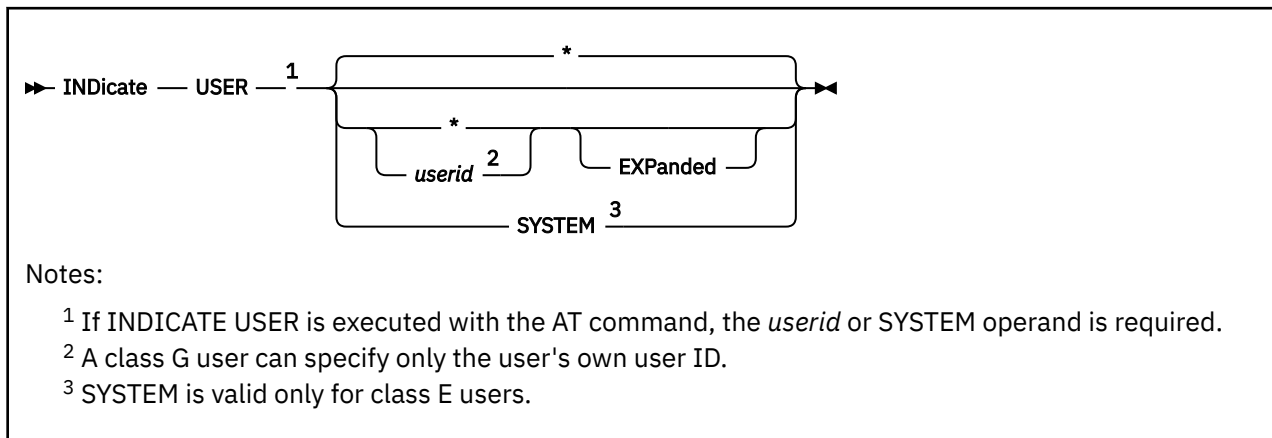 *
INDicate — USER — 1
*
userid 2 EXPanded
SYSTEM 3
Notes:
1 If INDICATE USER is executed with the AT command, the userid or SYSTEM operand is required.
2 A class G user can specify only the user's own user ID.
3 SYSTEM is valid only for class E users.